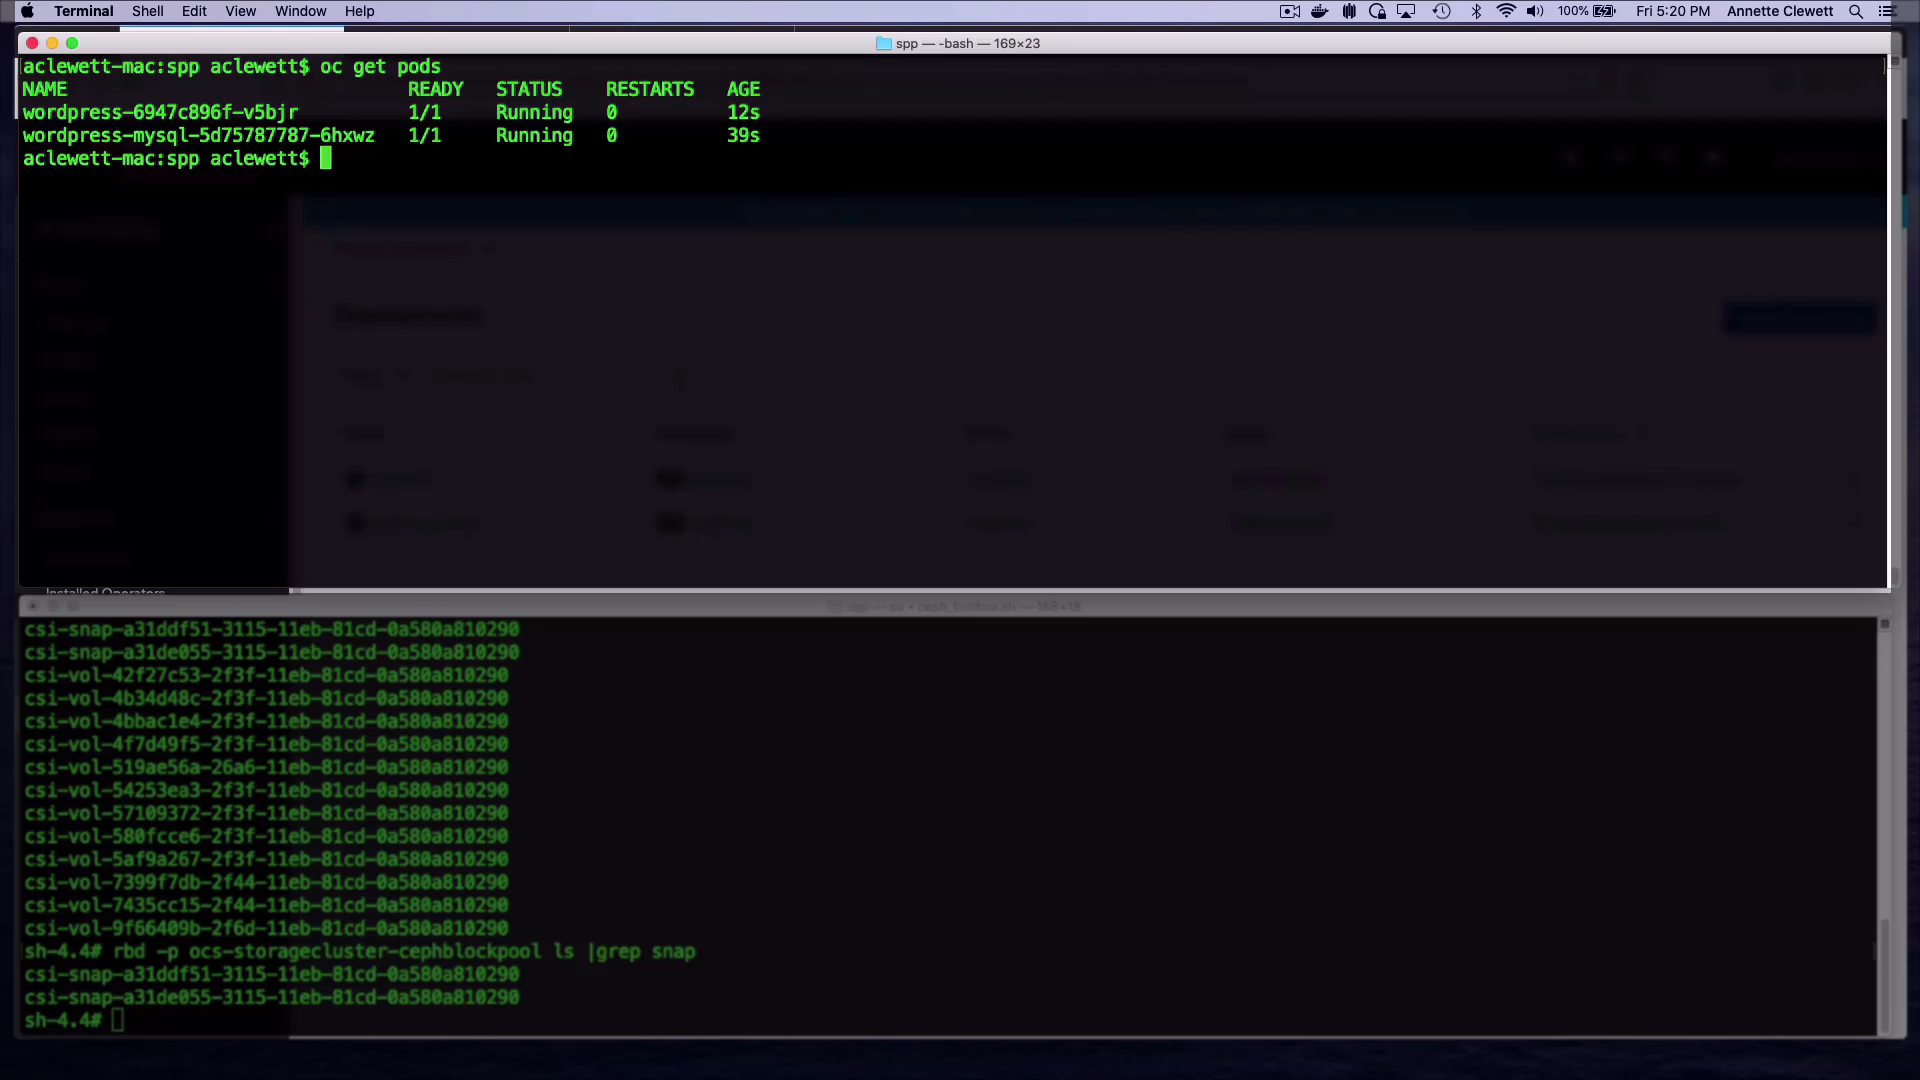 Terminal Shell Edit View Window Help 100% Fri 5:20 PM Annette Clewett
spp — -bash — 169×23
aclewett-mac:spp aclewett$ oc get pods
NAME READY STATUS RESTARTS AGE
wordpress-6947c896f-v5bjr 1/1 Running 0 12s
wordpress-mysql-5d75787787-6hxwz 1/1 Running 0 39s
aclewett-mac:spp aclewett$
Installed Operators
spp — oc • ceph_toolbox.sh — 168×18
csi-snap-a31ddf51-3115-11eb-81cd-0a580a810290
csi-snap-a31de055-3115-11eb-81cd-0a580a810290
csi-vol-42f27c53-2f3f-11eb-81cd-0a580a810290
csi-vol-4b34d48c-2f3f-11eb-81cd-0a580a810290
csi-vol-4bbac1e4-2f3f-11eb-81cd-0a580a810290
csi-vol-4f7d49f5-2f3f-11eb-81cd-0a580a810290
csi-vol-519ae56a-26a6-11eb-81cd-0a580a810290
csi-vol-54253ea3-2f3f-11eb-81cd-0a580a810290
csi-vol-57109372-2f3f-11eb-81cd-0a580a810290
csi-vol-580fcce6-2f3f-11eb-81cd-0a580a810290
csi-vol-5af9a267-2f3f-11eb-81cd-0a580a810290
csi-vol-7399f7db-2f44-11eb-81cd-0a580a810290
csi-vol-7435cc15-2f44-11eb-81cd-0a580a810290
csi-vol-9f66409b-2f6d-11eb-81cd-0a580a810290
sh-4.4# rbd -p ocs-storagecluster-cephblockpool ls |grep snap
csi-snap-a31ddf51-3115-11eb-81cd-0a580a810290
csi-snap-a31de055-3115-11eb-81cd-0a580a810290
sh-4.4#